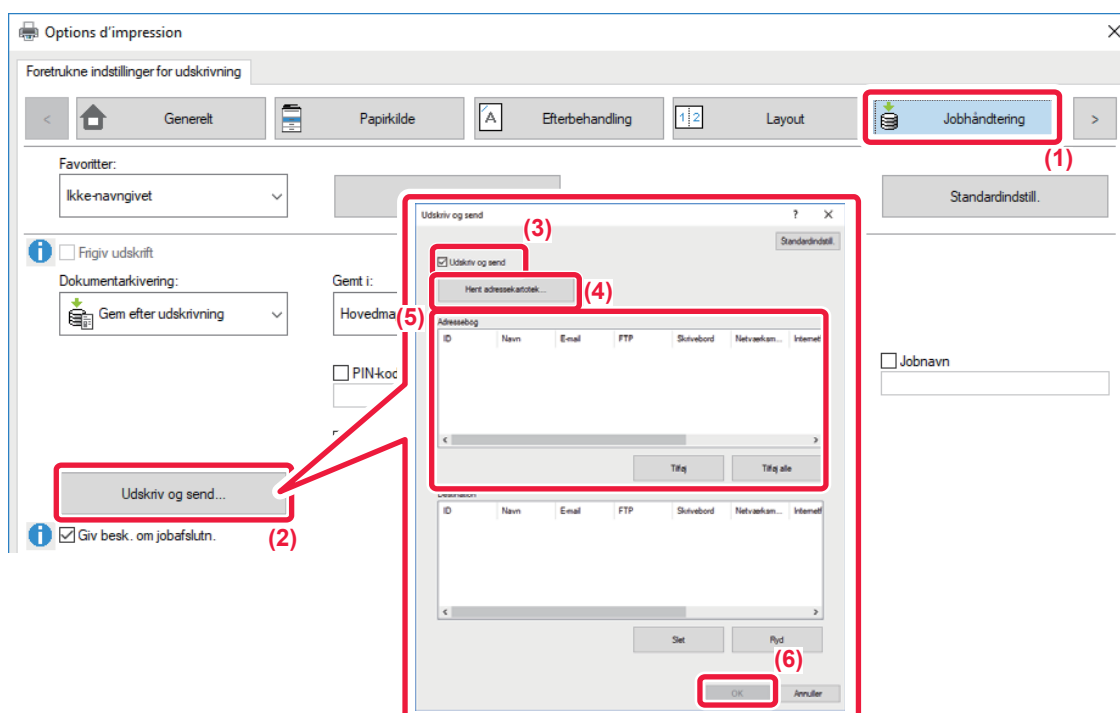 Options d'impression
Foretrukne indstillinger for udskrivning
< Generelt Papirkilde Efterbehandling Layout Jobhåndtering >
(1)
Favoritter:
Ikke-navngivet
Standardindstill.
Frigiv udskrift
Dokumentarkivering:
Gem efter udskrivning
Gemt i:
Hovedma
PIN-kod
Jobnavn
Udskriv og send...
(2)
Giv besk. om jobafslutn.
Udskriv og send ? ×
Standardindstill.
(3)
Udskriv og send
Hent adressekartotek...
(4)
(5)
Adressebog
ID Navn E-mail FTP Skrivebord Netværksm... Internetf
Tilføj Tilføj alle
Destination
ID Navn E-mail FTP Skrivebord Netværksm... Internetf
Slet Ryd
(6)
OK Annuller